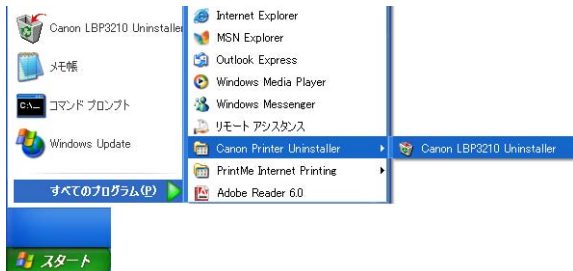 Canon LBP3210 Uninstaller
メモ帳
C:\_
コマンド プロンプト
Windows Update
すべてのプログラム(P)
Internet Explorer
MSN Explorer
Outlook Express
Windows Media Player
Windows Messenger
リモート アシスタンス
Canon Printer Uninstaller
PrintMe Internet Printing
Adobe Reader 6.0
Canon LBP3210 Uninstaller
スタート